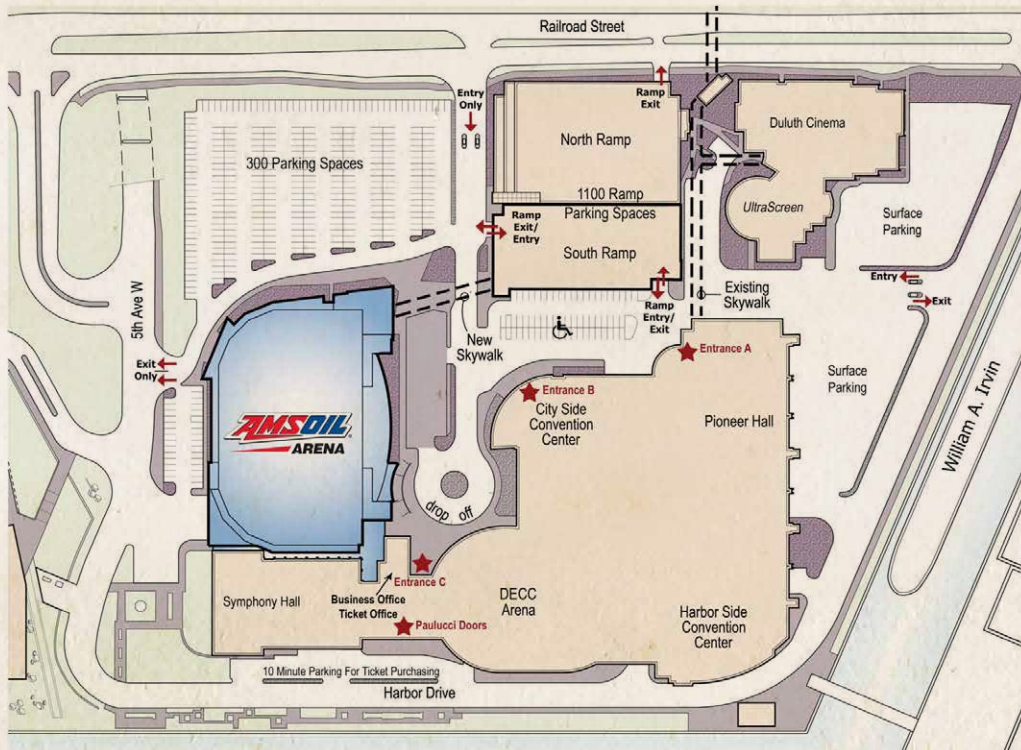 Railroad Street
Entry
Only
Ramp
Exit
North Ramp
Duluth Cinema
300 Parking Spaces
1100 Ramp
Parking Spaces
UltraScreen
Ramp
Exit/
Entry
South Ramp
Surface
Parking
5th Ave W
Entry
Exit
Existing
Skywalk
Ramp
Entry/
Exit
New
Skywalk
Entrance A
Exit
Only
Surface
Parking
Entrance B
City Side
Convention
Center
Pioneer Hall
William A. Irvin
AMSOIL
ARENA
drop off
Entrance C
Business Office
Ticket Office
Symphony Hall
DECC
Arena
Paulucci Doors
Harbor Side
Convention
Center
10 Minute Parking For Ticket Purchasing
Harbor Drive